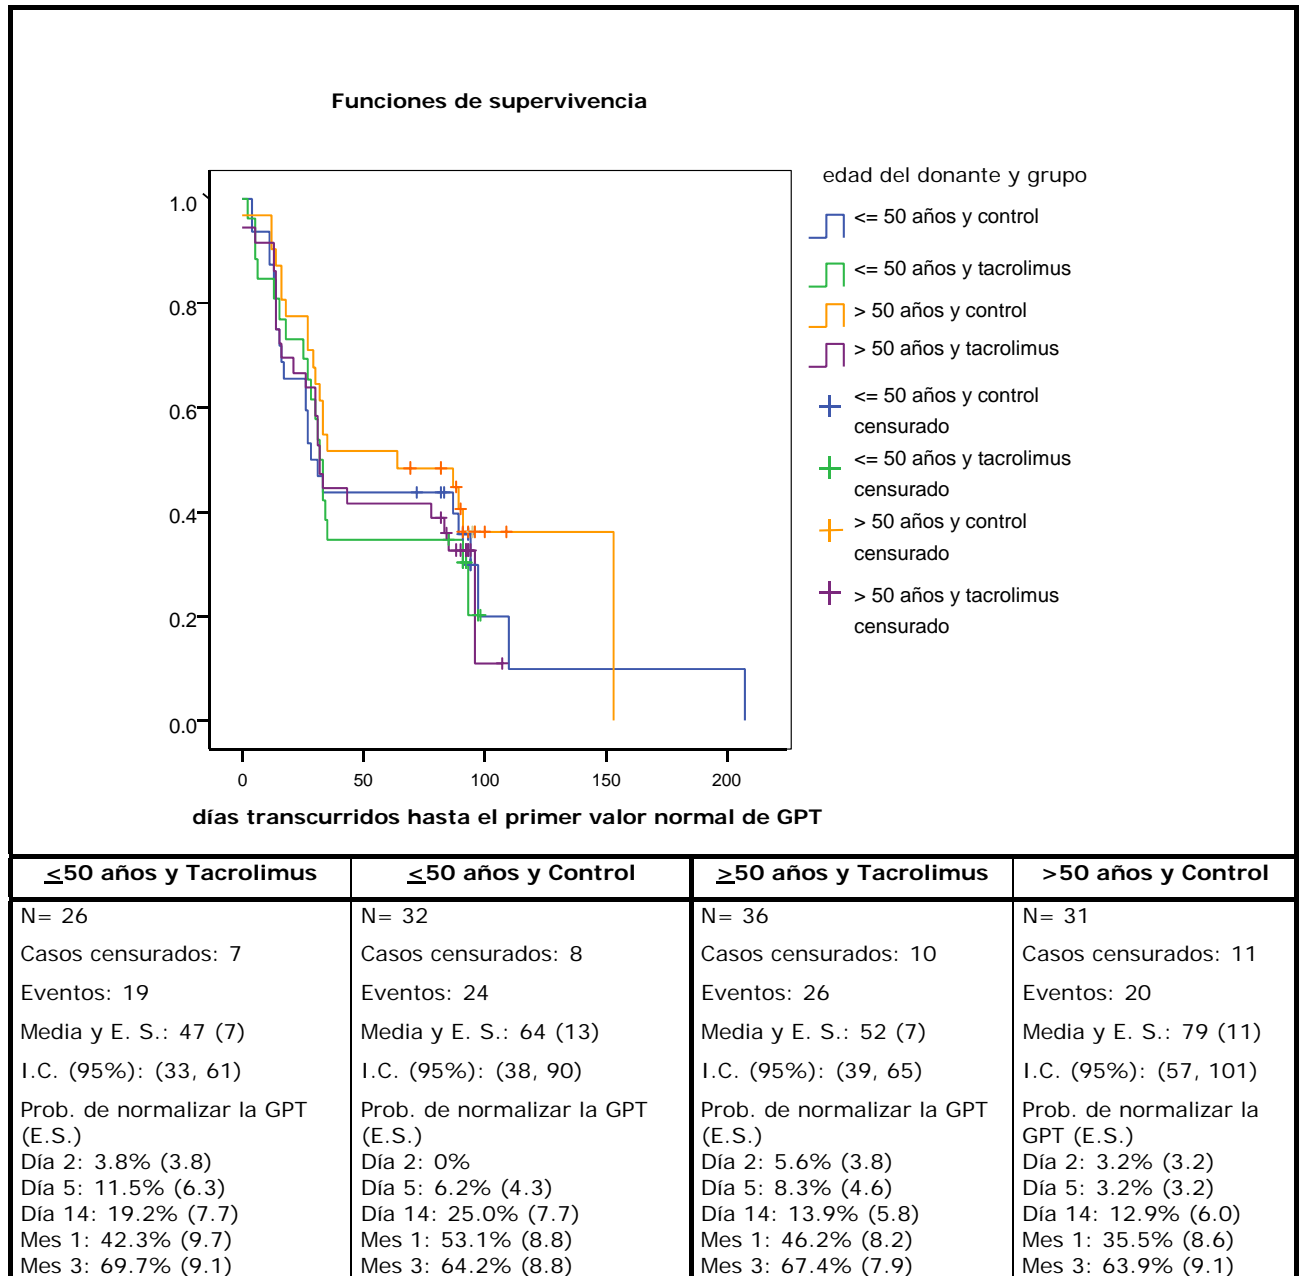 Funciones de supervivencia
edad del donante y grupo
<= 50 años y control
<= 50 años y tacrolimus
> 50 años y control
> 50 años y tacrolimus
<= 50 años y control
censurado
<= 50 años y tacrolimus
censurado
> 50 años y control
censurado
> 50 años y tacrolimus
censurado
1.0
0.8
0.6
0.4
0.2
0.0
0 50 100 150 200
días transcurridos hasta el primer valor normal de GPT
≤50 años y Tacrolimus
N= 26
Casos censurados: 7
Eventos: 19
Media y E. S.: 47 (7)
I.C. (95%): (33, 61)
Prob. de normalizar la GPT
(E.S.)
Día 2: 3.8% (3.8)
Día 5: 11.5% (6.3)
Día 14: 19.2% (7.7)
Mes 1: 42.3% (9.7)
Mes 3: 69.7% (9.1)
≤50 años y Control
N= 32
Casos censurados: 8
Eventos: 24
Media y E. S.: 64 (13)
I.C. (95%): (38, 90)
Prob. de normalizar la GPT
(E.S.)
Día 2: 0%
Día 5: 6.2% (4.3)
Día 14: 25.0% (7.7)
Mes 1: 53.1% (8.8)
Mes 3: 64.2% (8.8)
≥50 años y Tacrolimus
N= 36
Casos censurados: 10
Eventos: 26
Media y E. S.: 52 (7)
I.C. (95%): (39, 65)
Prob. de normalizar la GPT
(E.S.)
Día 2: 5.6% (3.8)
Día 5: 8.3% (4.6)
Día 14: 13.9% (5.8)
Mes 1: 46.2% (8.2)
Mes 3: 67.4% (7.9)
>50 años y Control
N= 31
Casos censurados: 11
Eventos: 20
Media y E. S.: 79 (11)
I.C. (95%): (57, 101)
Prob. de normalizar la
GPT (E.S.)
Día 2: 3.2% (3.2)
Día 5: 3.2% (3.2)
Día 14: 12.9% (6.0)
Mes 1: 35.5% (8.6)
Mes 3: 63.9% (9.1)